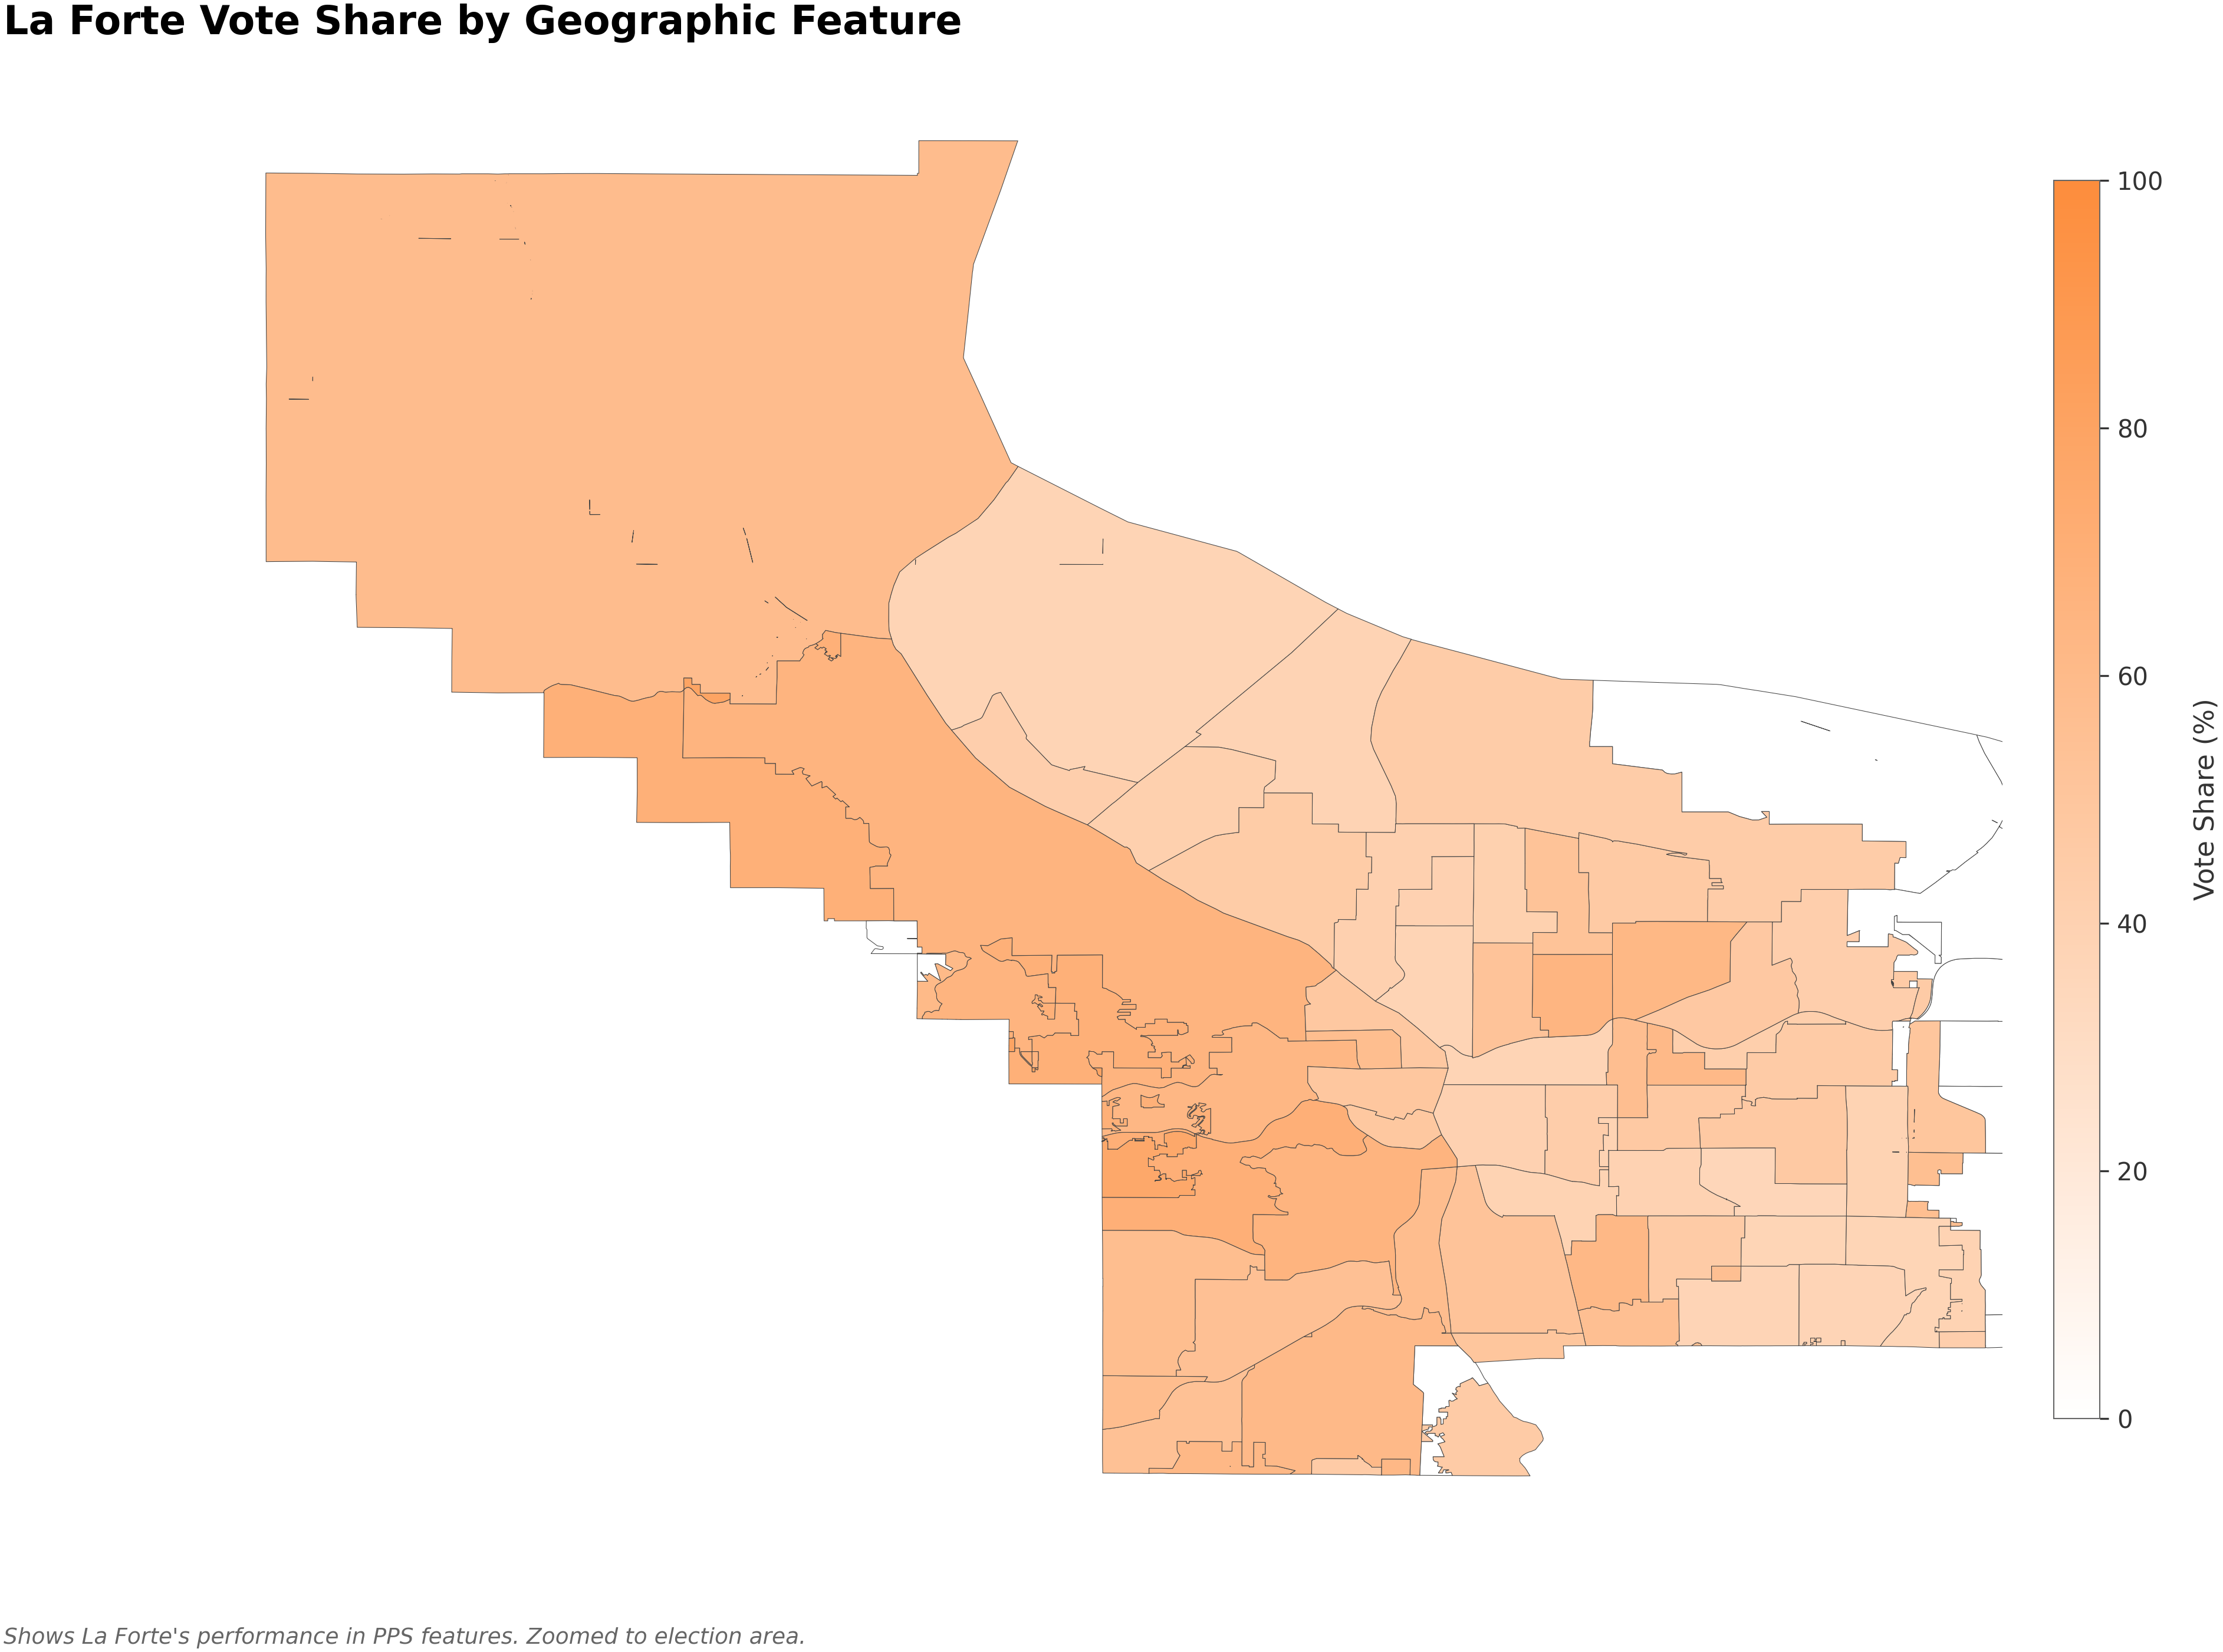 La Forte Vote Share by Geographic Feature
100
80
60
40
20
0
Vote Share (%)
Shows La Forte's performance in PPS features. Zoomed to election area.